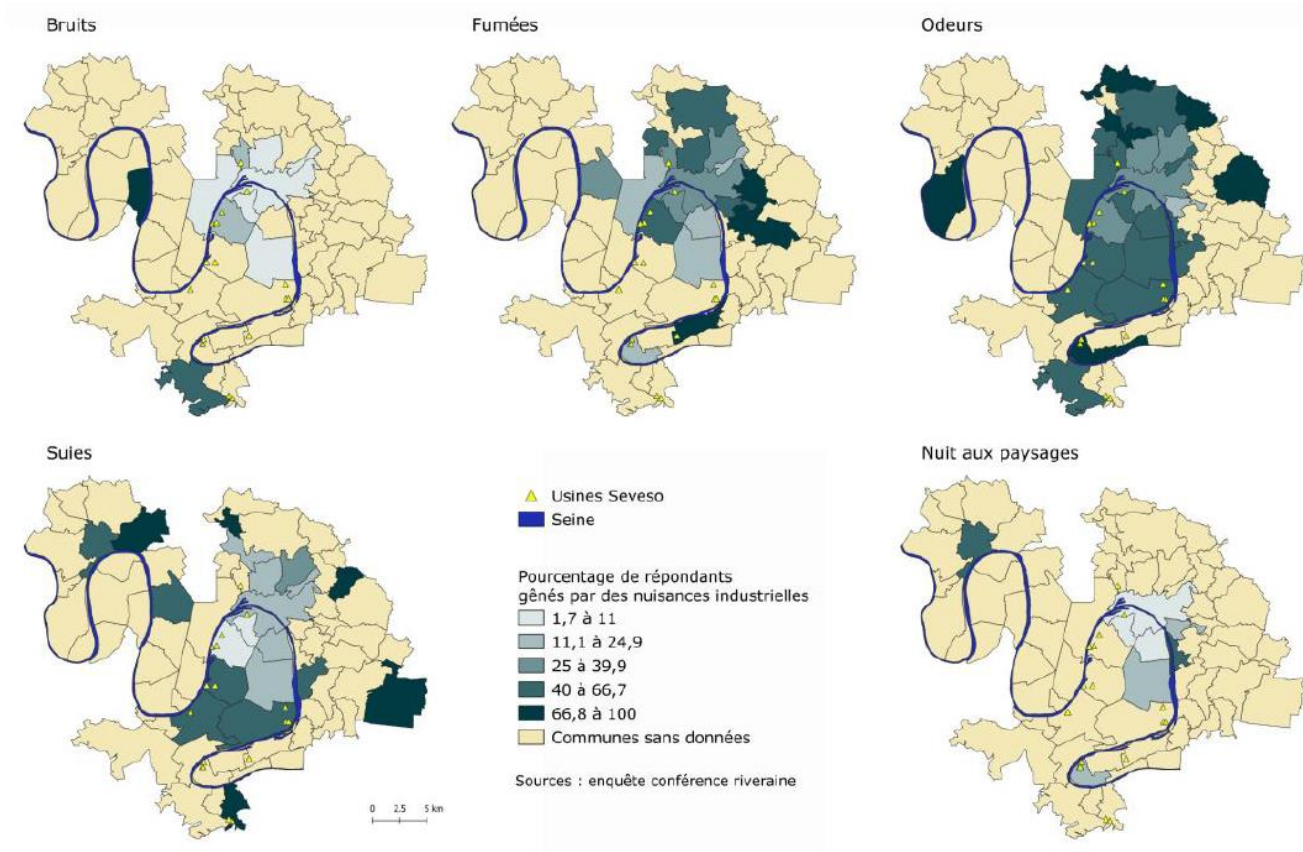 Bruits
Fumées
Odeurs
Suies
Nuit aux paysages
Usines Seveso
Seine
Pourcentage de répondants
gênés par des nuisances industrielles
1,7 à 11
11,1 à 24,9
25 à 39,9
40 à 66,7
66,8 à 100
Communes sans données
Sources : enquête conférence riveraine
0 2.5 5 km